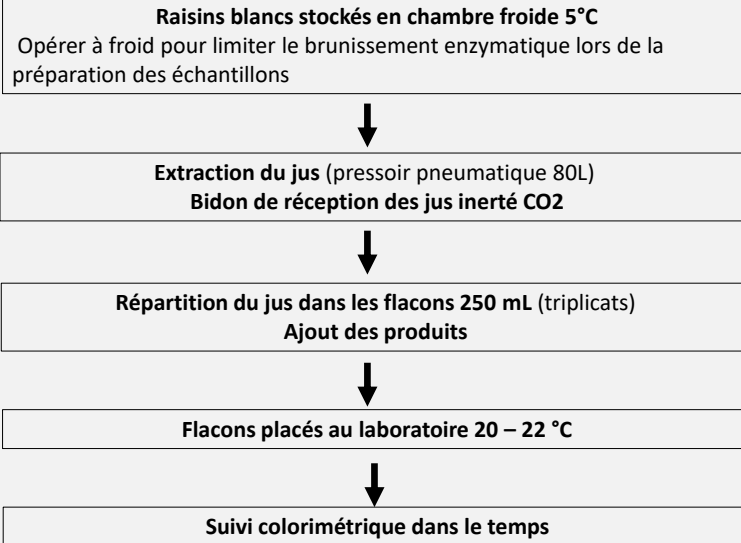 Raisins blancs stockés en chambre froide 5°C
Opérer à froid pour limiter le brunissement enzymatique lors de la
préparation des échantillons
Extraction du jus (pressoir pneumatique 80L)
Bidon de réception des jus inerté CO2
Répartition du jus dans les flacons 250 mL (triplicats)
Ajout des produits
Flacons placés au laboratoire 20 – 22 °C
Suivi colorimétrique dans le temps